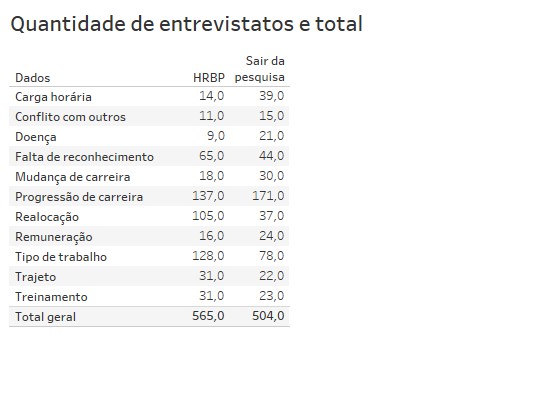 Quantidade de entrevistatos e total
Sair da
Dados HRBP pesquisa
Carga horária 14,0 39,0
Conflito com outros 11,0 15,0
Doença 9,0 21,0
Falta de reconhecimento 65,0 44,0
Mudança de carreira 18,0 30,0
Progressão de carreira 137,0 171,0
Realocação 105,0 37,0
Remuneração 16,0 24,0
Tipo de trabalho 128,0 78,0
Trajeto 31,0 22,0
Treinamento 31,0 23,0
Total geral 565,0 504,0